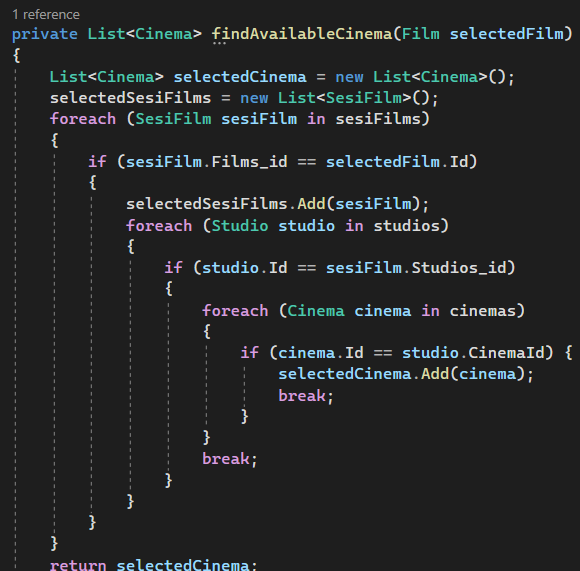 1 reference
private List<Cinema> findAvailableCinema(Film selectedFilm)
{
List<Cinema> selectedCinema = new List<Cinema>();
selectedSesiFilms = new List<SesiFilm>();
foreach (SesiFilm sesiFilm in sesiFilms)
{
if (sesiFilm.Films_id == selectedFilm.Id)
{
selectedSesiFilms.Add(sesiFilm);
foreach (Studio studio in studios)
{
if (studio.Id == sesiFilm.Studios_id)
{
foreach (Cinema cinema in cinemas)
{
if (cinema.Id == studio.CinemaId) {
selectedCinema.Add(cinema);
break;
}
}
break;
}
}
}
}
return selectedCinema;